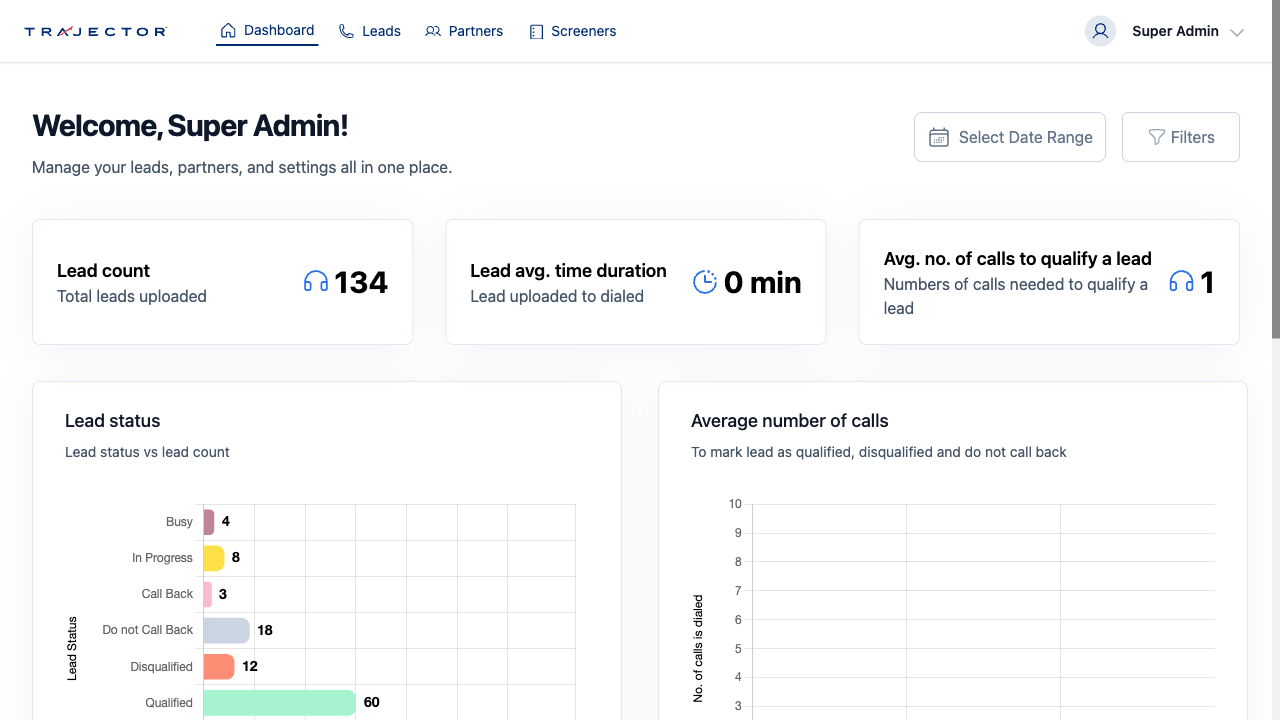 TRAJECTOR
Dashboard
Leads
Partners
Screeners
Super Admin
Welcome, Super Admin!
Manage your leads, partners, and settings all in one place.
Select Date Range
Filters
Lead count
Total leads uploaded
134
Lead avg. time duration
Lead uploaded to dialed
0 min
Avg. no. of calls to qualify a lead
Numbers of calls needed to qualify a
lead
1
Lead status
Lead status vs lead count
Lead Status
Busy 4
In Progress 8
Call Back 3
Do not Call Back 18
Disqualified 12
Qualified 60
Average number of calls
To mark lead as qualified, disqualified and do not call back
No. of calls is dialed
10
9
8
7
6
5
4
3